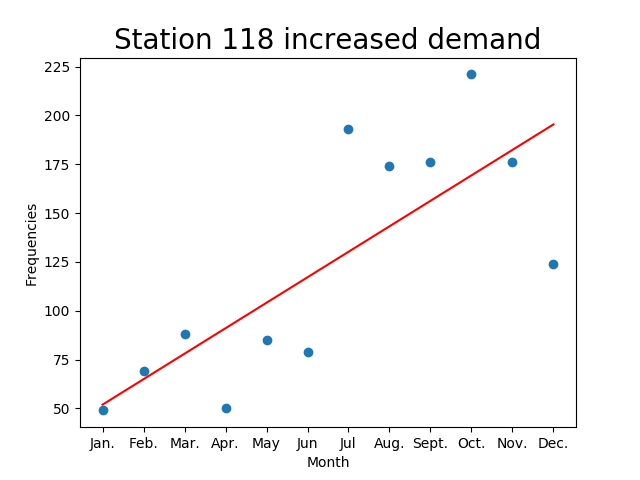 Station 118 increased demand
225
200
175
150
125
100
75
50
Frequencies
Jan. Feb. Mar. Apr. May Jun Jul Aug. Sept. Oct. Nov. Dec.
Month